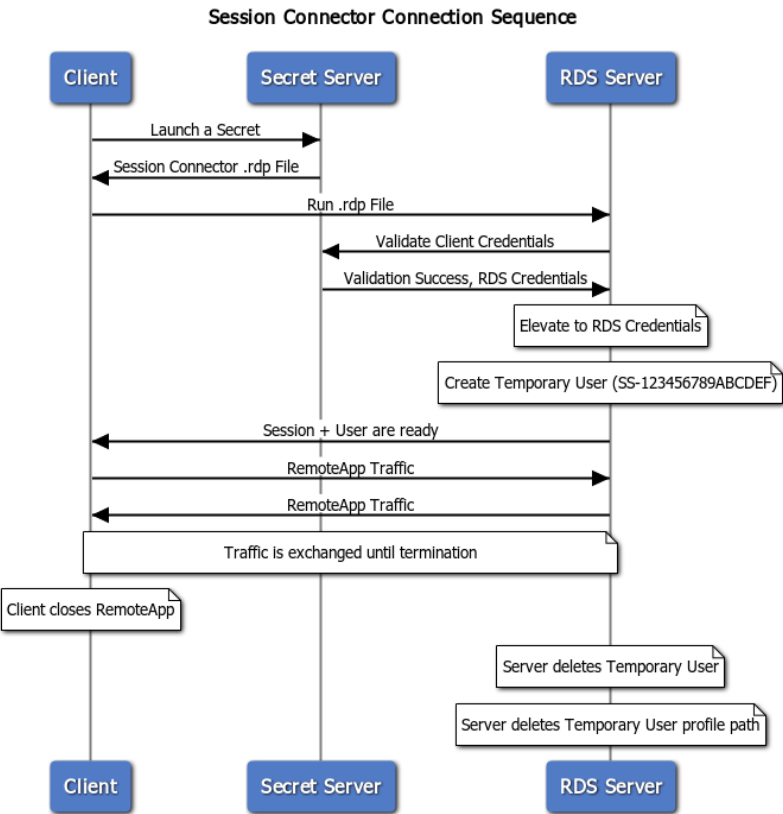 Session Connector Connection Sequence
Client
Secret Server
RDS Server
Launch a Secret
Session Connector .rdp File
Run .rdp File
Validate Client Credentials
Validation Success, RDS Credentials
Elevate to RDS Credentials
Create Temporary User (SS-123456789ABCDEF)
Session + User are ready
RemoteApp Traffic
RemoteApp Traffic
Traffic is exchanged until termination
Client closes RemoteApp
Server deletes Temporary User
Server deletes Temporary User profile path
Client
Secret Server
RDS Server